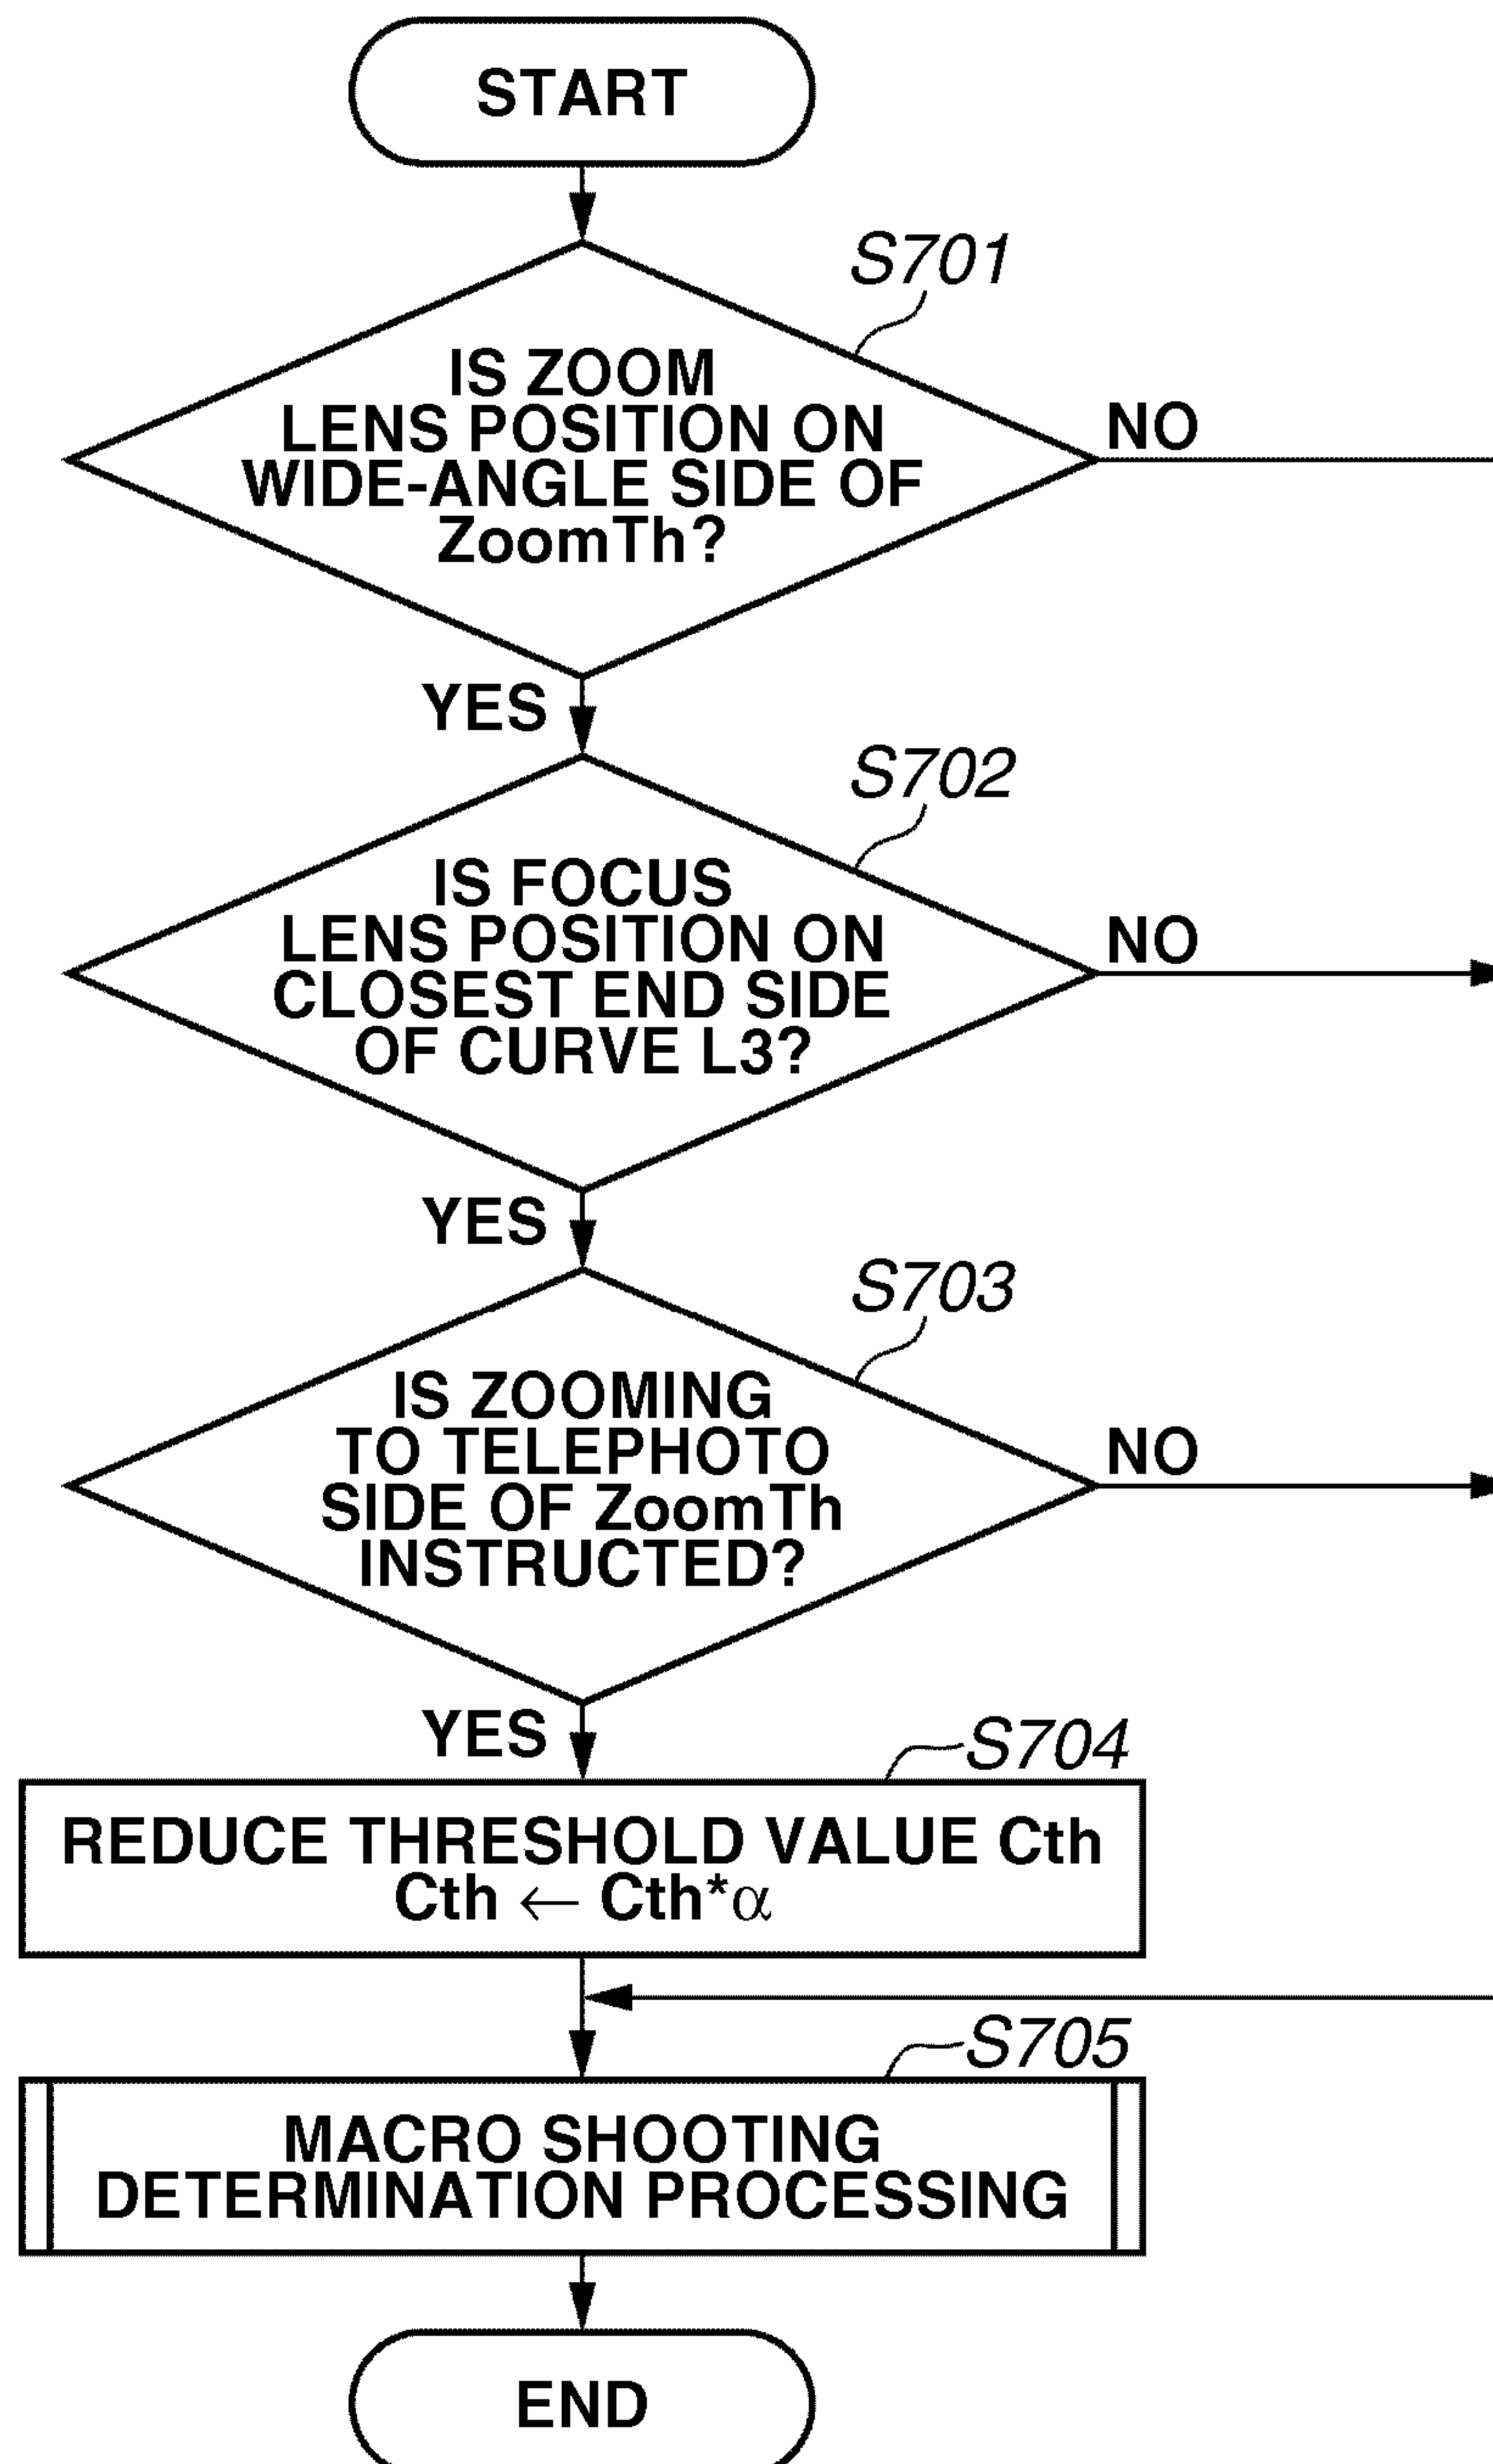 START
S701
IS ZOOM
LENS POSITION ON
WIDE-ANGLE SIDE OF
ZoomTh?
NO
YES
S702
IS FOCUS
LENS POSITION ON
CLOSEST END SIDE
OF CURVE L3?
NO
YES
S703
IS ZOOMING
TO TELEPHOTO
SIDE OF ZoomTh
INSTRUCTED?
NO
YES
S704
REDUCE THRESHOLD VALUE Cth
Cth ← Cth*α
S705
MACRO SHOOTING
DETERMINATION PROCESSING
END